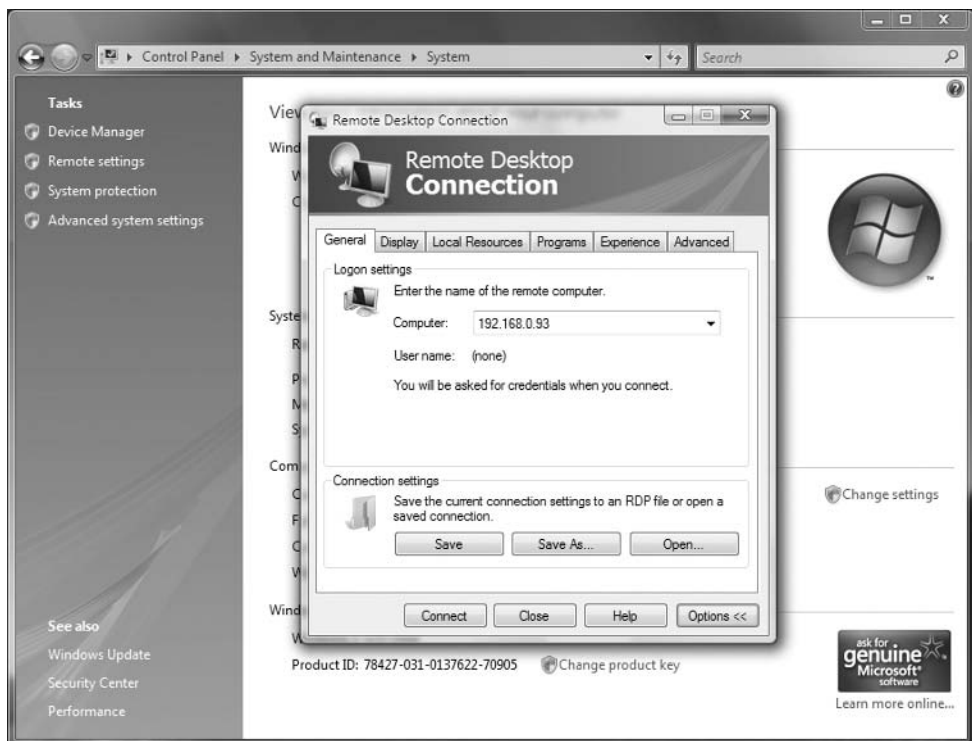 Control Panel ▸ System and Maintenance ▸ System
Search
Tasks
Device Manager
Remote settings
System protection
Advanced system settings
See also
Windows Update
Security Center
Performance
View
Wind
Syste
R
P
N
S
Com
C
F
C
Wind
Product ID: 78427-031-0137622-70905
Change product key
Change settings
ask for
genuine
Microsoft®
software
Learn more online...
Remote Desktop Connection
Remote Desktop
Connection
General
Display
Local Resources
Programs
Experience
Advanced
Logon settings
Enter the name of the remote computer.
Computer: 192.168.0.93
User name: (none)
You will be asked for credentials when you connect.
Connection settings
Save the current connection settings to an RDP file or open a
saved connection.
Save
Save As...
Open...
Connect
Close
Help
Options <<